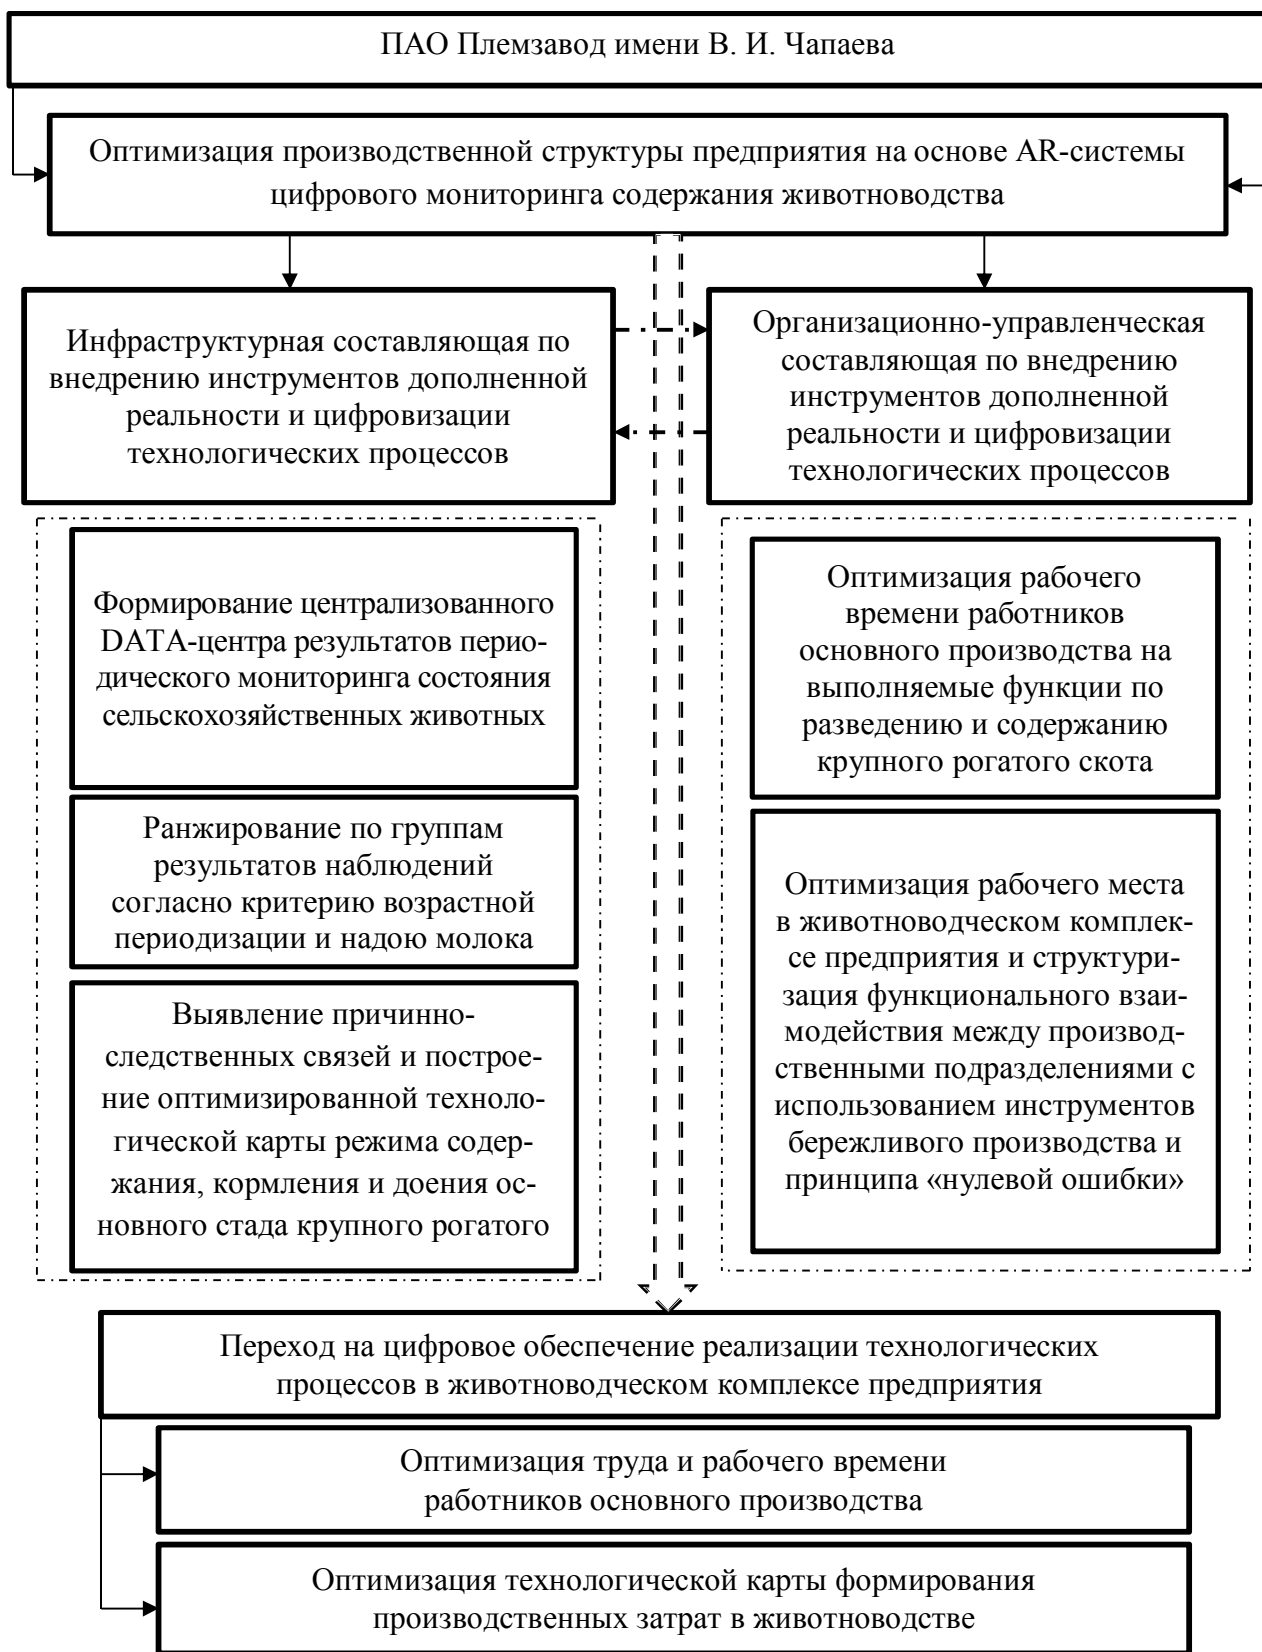 ПАО Племзавод имени В. И. Чапаева
Оптимизация производственной структуры предприятия на основе AR-системы
цифрового мониторинга содержания животноводства
Инфраструктурная составляющая по
внедрению инструментов дополненной
реальности и цифровизации
технологических процессов
Организационно-управленческая
составляющая по внедрению
инструментов дополненной
реальности и цифровизации
технологических процессов
Формирование централизованного
DATA-центра результатов перио-
дического мониторинга состояния
сельскохозяйственных животных
Ранжирование по группам
результатов наблюдений
согласно критерию возрастной
периодизации и надою молока
Выявление причинно-
следственных связей и построе-
ние оптимизированной техноло-
гической карты режима содер-
жания, кормления и доения ос-
новного стада крупного рогатого
Оптимизация рабочего
времени работников
основного производства на
выполняемые функции по
разведению и содержанию
крупного рогатого скота
Оптимизация рабочего места
в животноводческом комплек-
се предприятия и структури-
зация функционального взаи-
модействия между производ-
ственными подразделениями с
использованием инструментов
бережливого производства и
принципа «нулевой ошибки»
Переход на цифровое обеспечение реализации технологических
процессов в животноводческом комплексе предприятия
Оптимизация труда и рабочего времени
работников основного производства
Оптимизация технологической карты формирования
производственных затрат в животноводстве